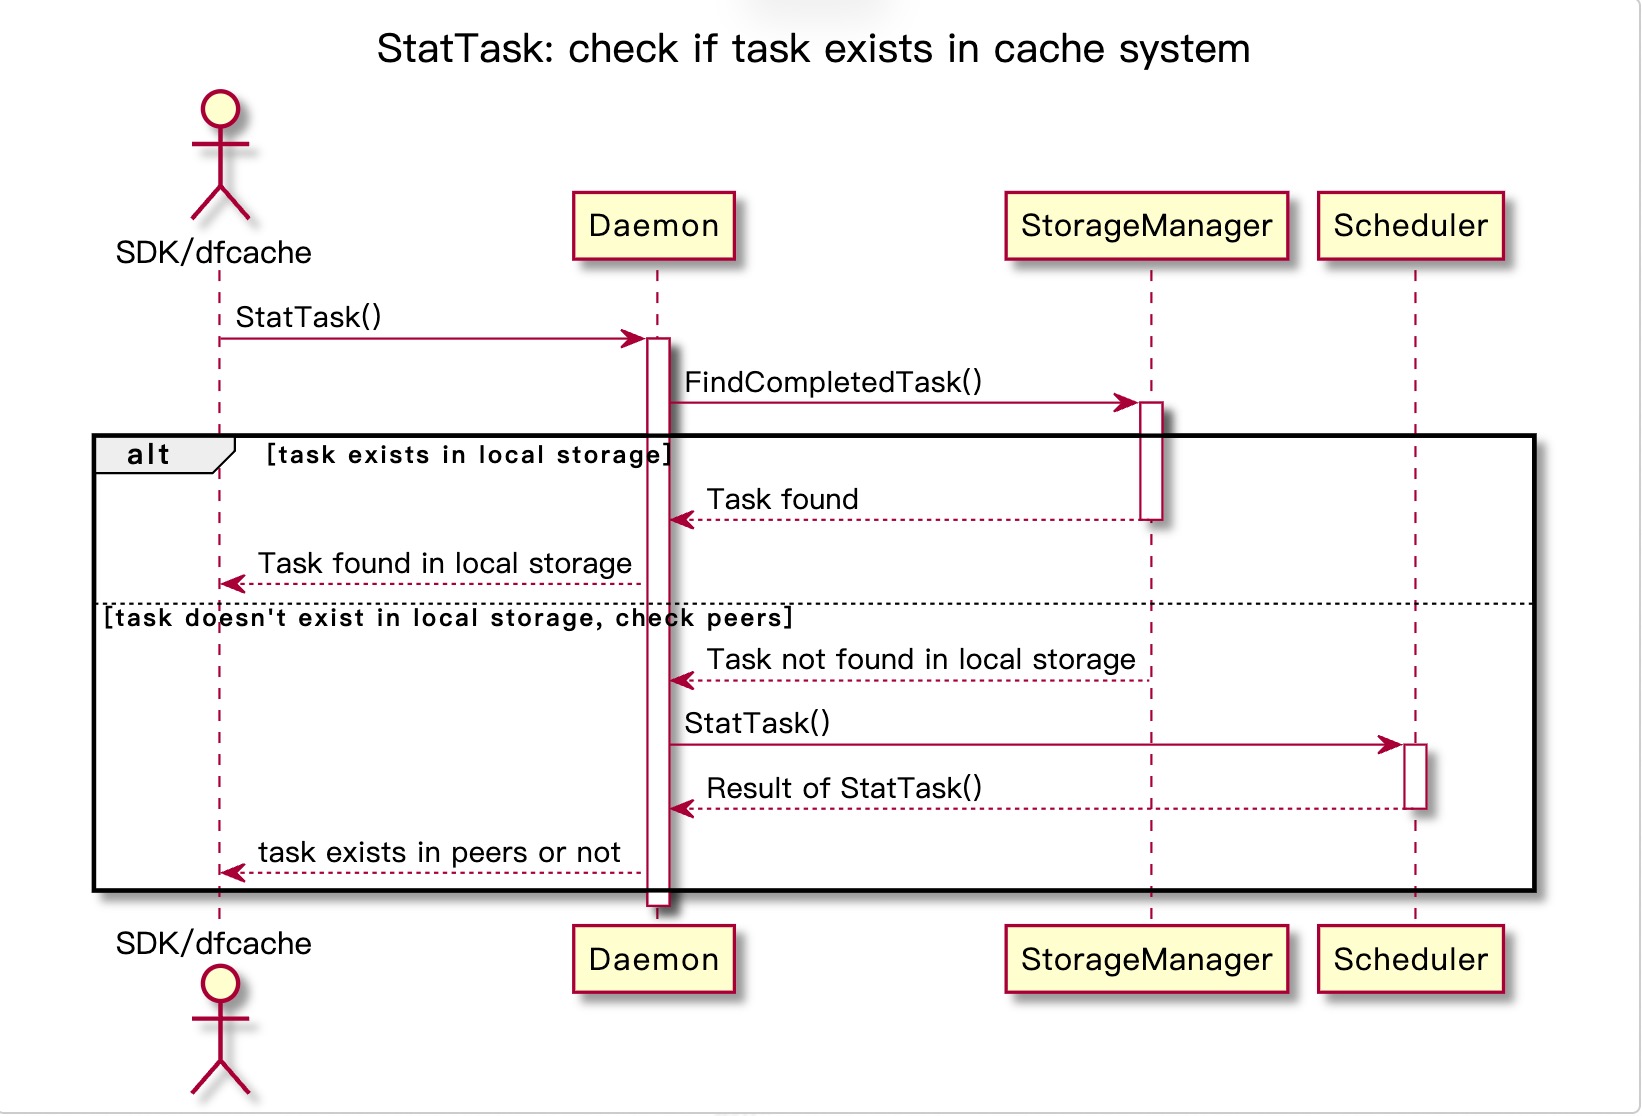 StatTask: check if task exists in cache system
SDK/dfcache
Daemon
StorageManager
Scheduler
StatTask()
FindCompletedTask()
alt
[task exists in local storage]
Task found
Task found in local storage
[task doesn't exist in local storage, check peers]
Task not found in local storage
StatTask()
Result of StatTask()
task exists in peers or not
SDK/dfcache
Daemon
StorageManager
Scheduler